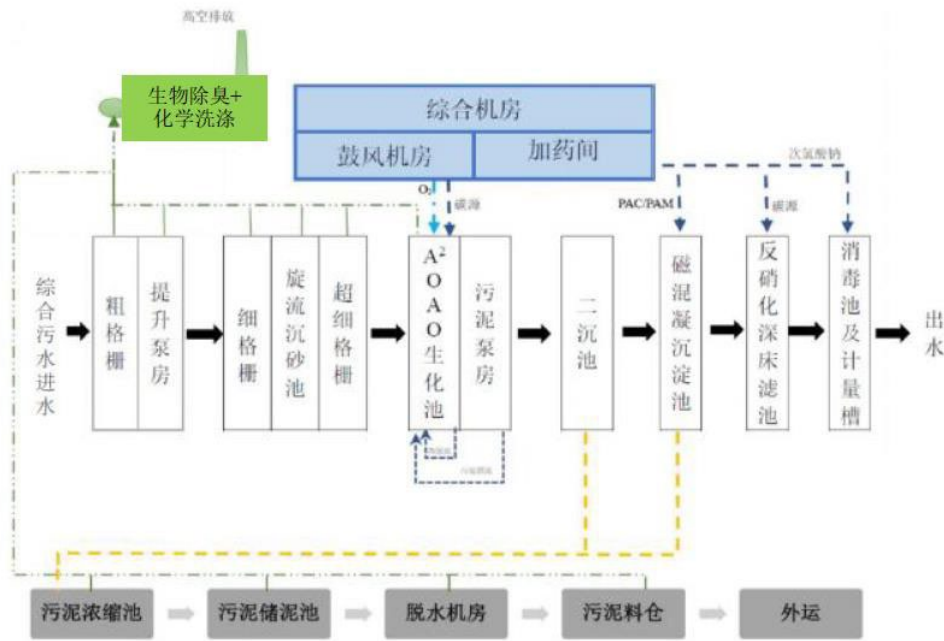 高空排放
生物除臭+
化学洗涤
综合机房
鼓风机房
加药间
次氯酸钠
O₂
碳源
PAC/PAM
碳源
综合污水进水
粗格栅
提升泵房
细格栅
旋流沉砂池
超细格栅
A²OAO生化池
污泥泵房
二沉池
磁混凝沉淀池
反硝化深床滤池
消毒池及计量槽
出水
污泥浓缩池
污泥储泥池
脱水机房
污泥料仓
外运